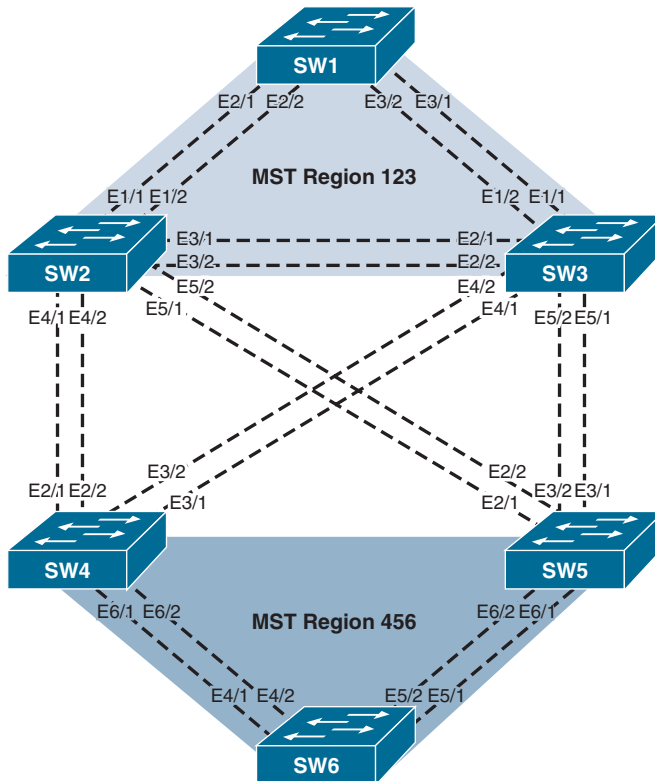 SW1
E2/1 E2/2 E3/2 E3/1
MST Region 123
E1/1 E1/2 E1/2 E1/1
E3/1 E2/1
SW2 E3/2 E2/2 SW3
E5/2 E4/2
E4/1 E4/2 E5/1 E4/1 E5/2 E5/1
E3/2 E2/2
E2/1 E2/2 E3/1 E2/1 E3/2 E3/1
SW4 SW5
E6/1 E6/2 E6/2 E6/1
MST Region 456
E4/1 E4/2 E5/2 E5/1
SW6